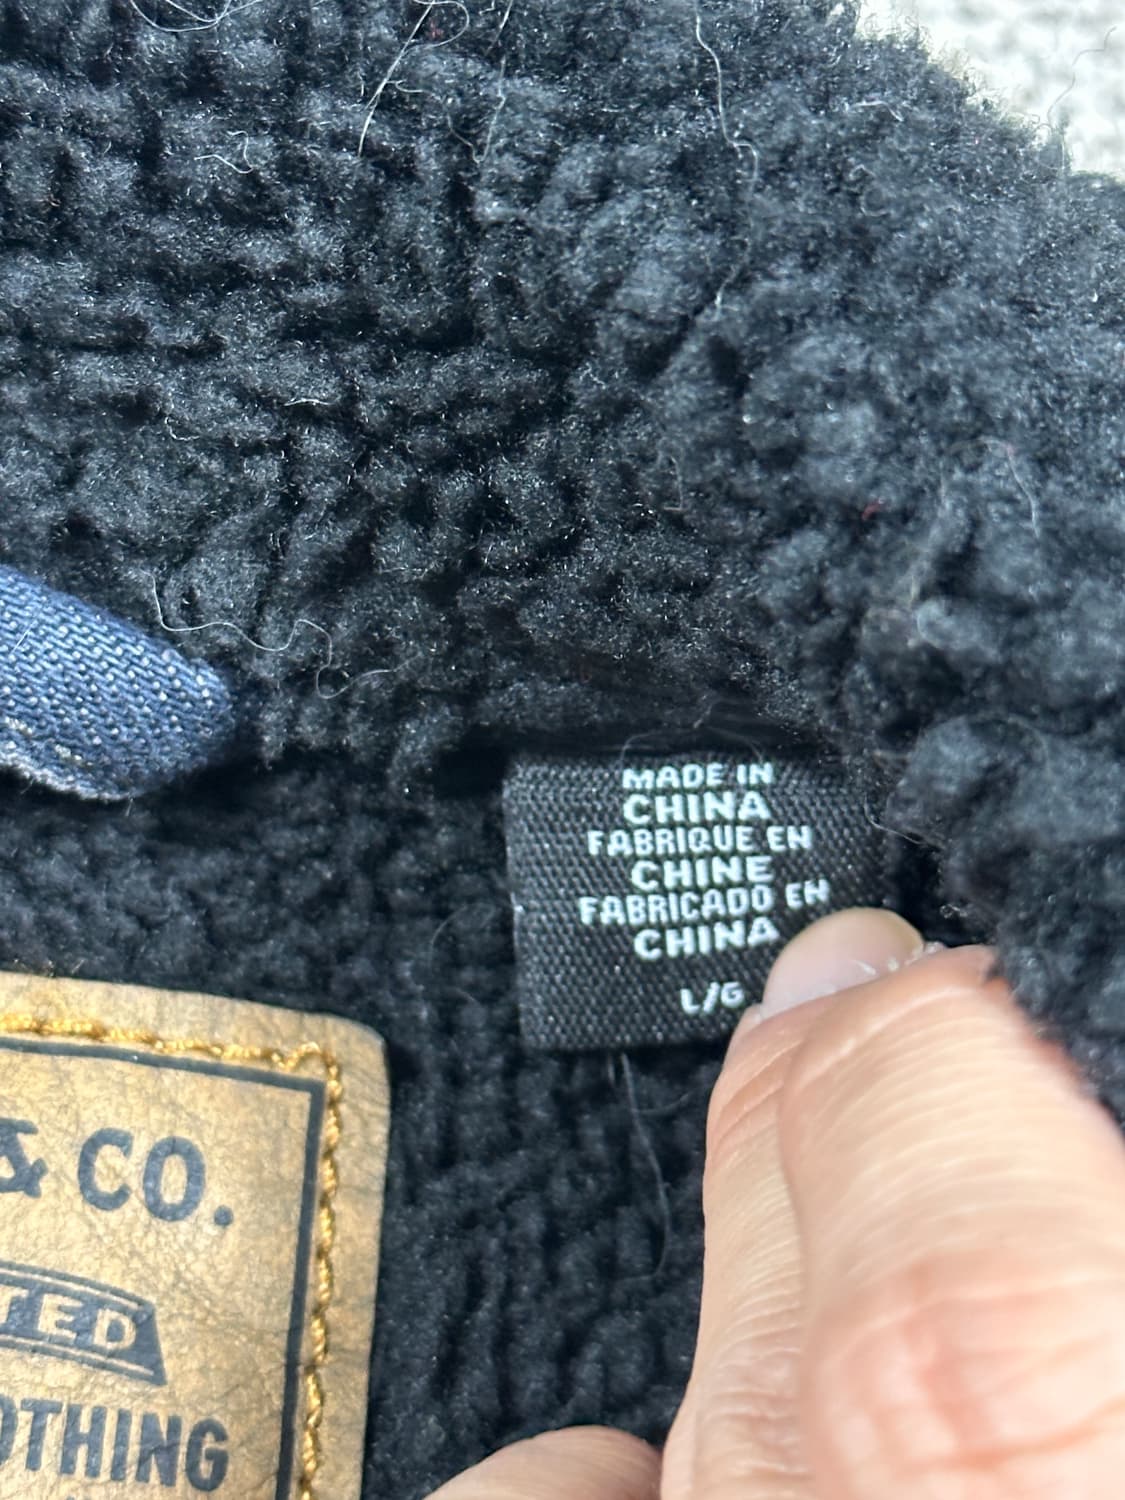 MADE IN
CHINA
FABRIQUE EN
CHINE
FABRICADO EN
CHINA
L/G
& CO.
TED
OTHING